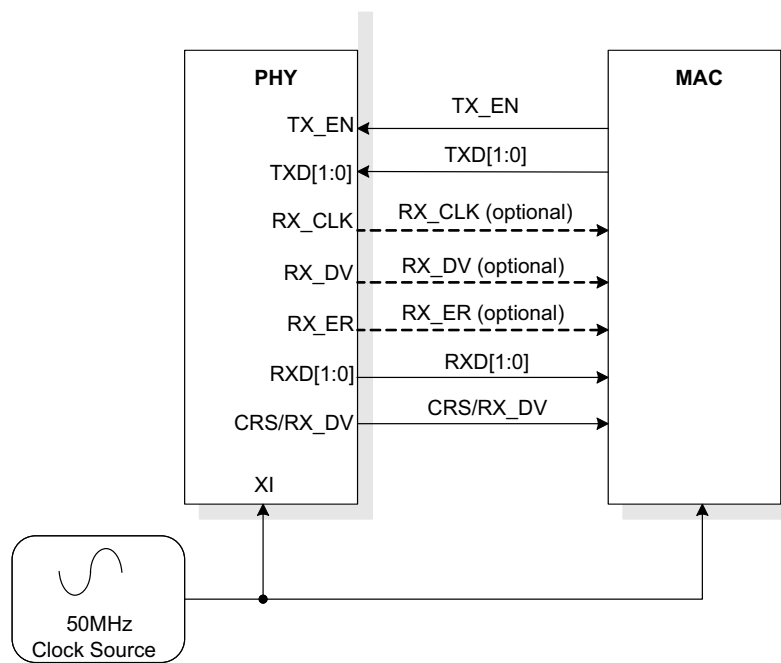 PHY
MAC
TX_EN
TX_EN
TXD[1:0]
TXD[1:0]
RX_CLK
RX_CLK (optional)
RX_DV
RX_DV (optional)
RX_ER
RX_ER (optional)
RXD[1:0]
RXD[1:0]
CRS/RX_DV
CRS/RX_DV
XI
50MHz
Clock Source